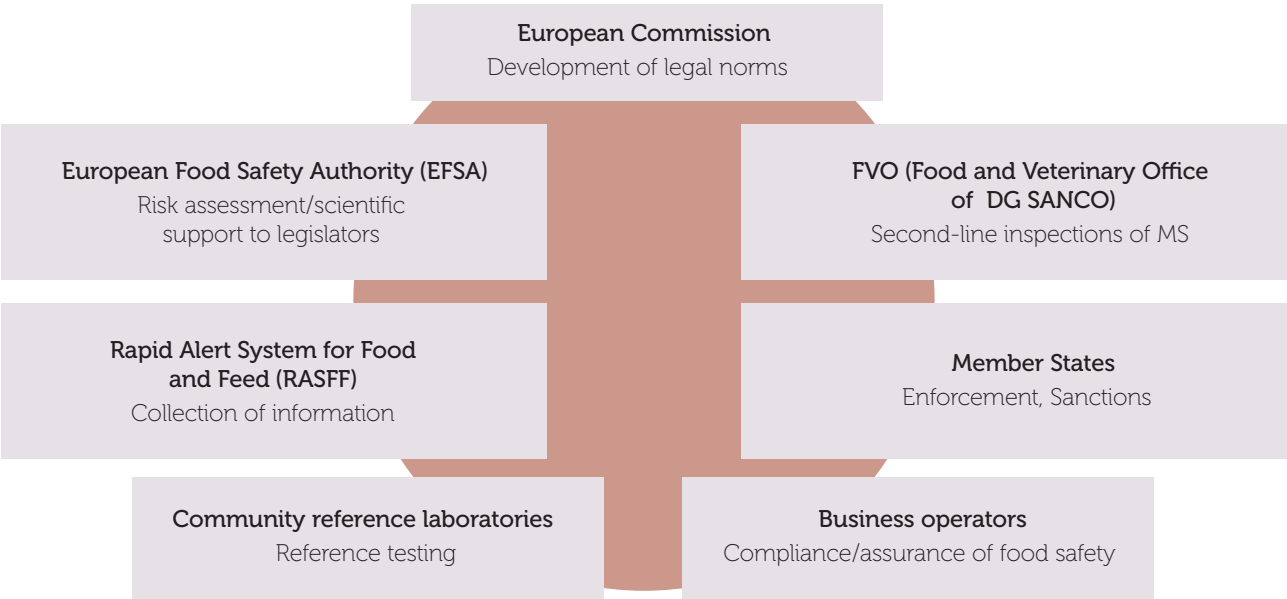 European Commission
Development of legal norms
European Food Safety Authority (EFSA)
Risk assessment/scientific
support to legislators
FVO (Food and Veterinary Office
of DG SANCO)
Second-line inspections of MS
Rapid Alert System for Food
and Feed (RASFF)
Collection of information
Member States
Enforcement, Sanctions
Community reference laboratories
Reference testing
Business operators
Compliance/assurance of food safety